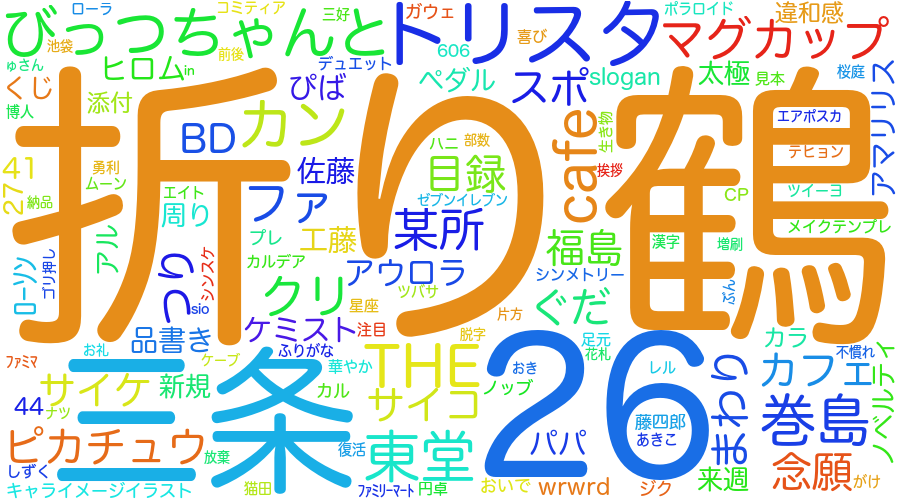 びっつちゃんと
ローラ
池袋
ゅさん
in
ヒロム
コミティア
前後
三好
デュエット
トリスタ
ガウェ
606
喜び
ポラロイド
マグカップ
違和感
くじ
博人
添付
ぴば
ペダル
スポ
slogan
太極
見本
桜庭
アマリリス
折り鶴
BD
カン
cafe
生き物
エアポスカ
テヒョン
ツイーヨ
メイクテンプレ
41
27
納品
勇利
ムーン
エイト
周り
佐藤
ファ
工藤
プレ
カルデア
ハニ
部数
目録
ゼブンイレブン
某所
挨拶
CP
漢字
増刷
ぶん
福島
シンメトリー
ぐだ
ローソン
ゴリ押し
アル
つり
シンスケ
sio
アウロラ
クリ
ツバサ
星座
注目
ケミスト
ふりがな
片方
脱字
足元
花札
品書き
お礼
ケープ
華やか
カル
ファミマ
三条
サイケ
新規
44
ナツ
THE
サイコ
26
おき
ノッブ
レル
藤四郎
あきこ
まわり
カラ
カフェ
不慣れ
ノベルティ
巻島
ピカチュウ
しずく
キャライメージイラスト
放棄
猫田
復活
東堂
ファミリーマート
円卓
パパ
おいで
wrwrd
ジク
来週
念願
がけ